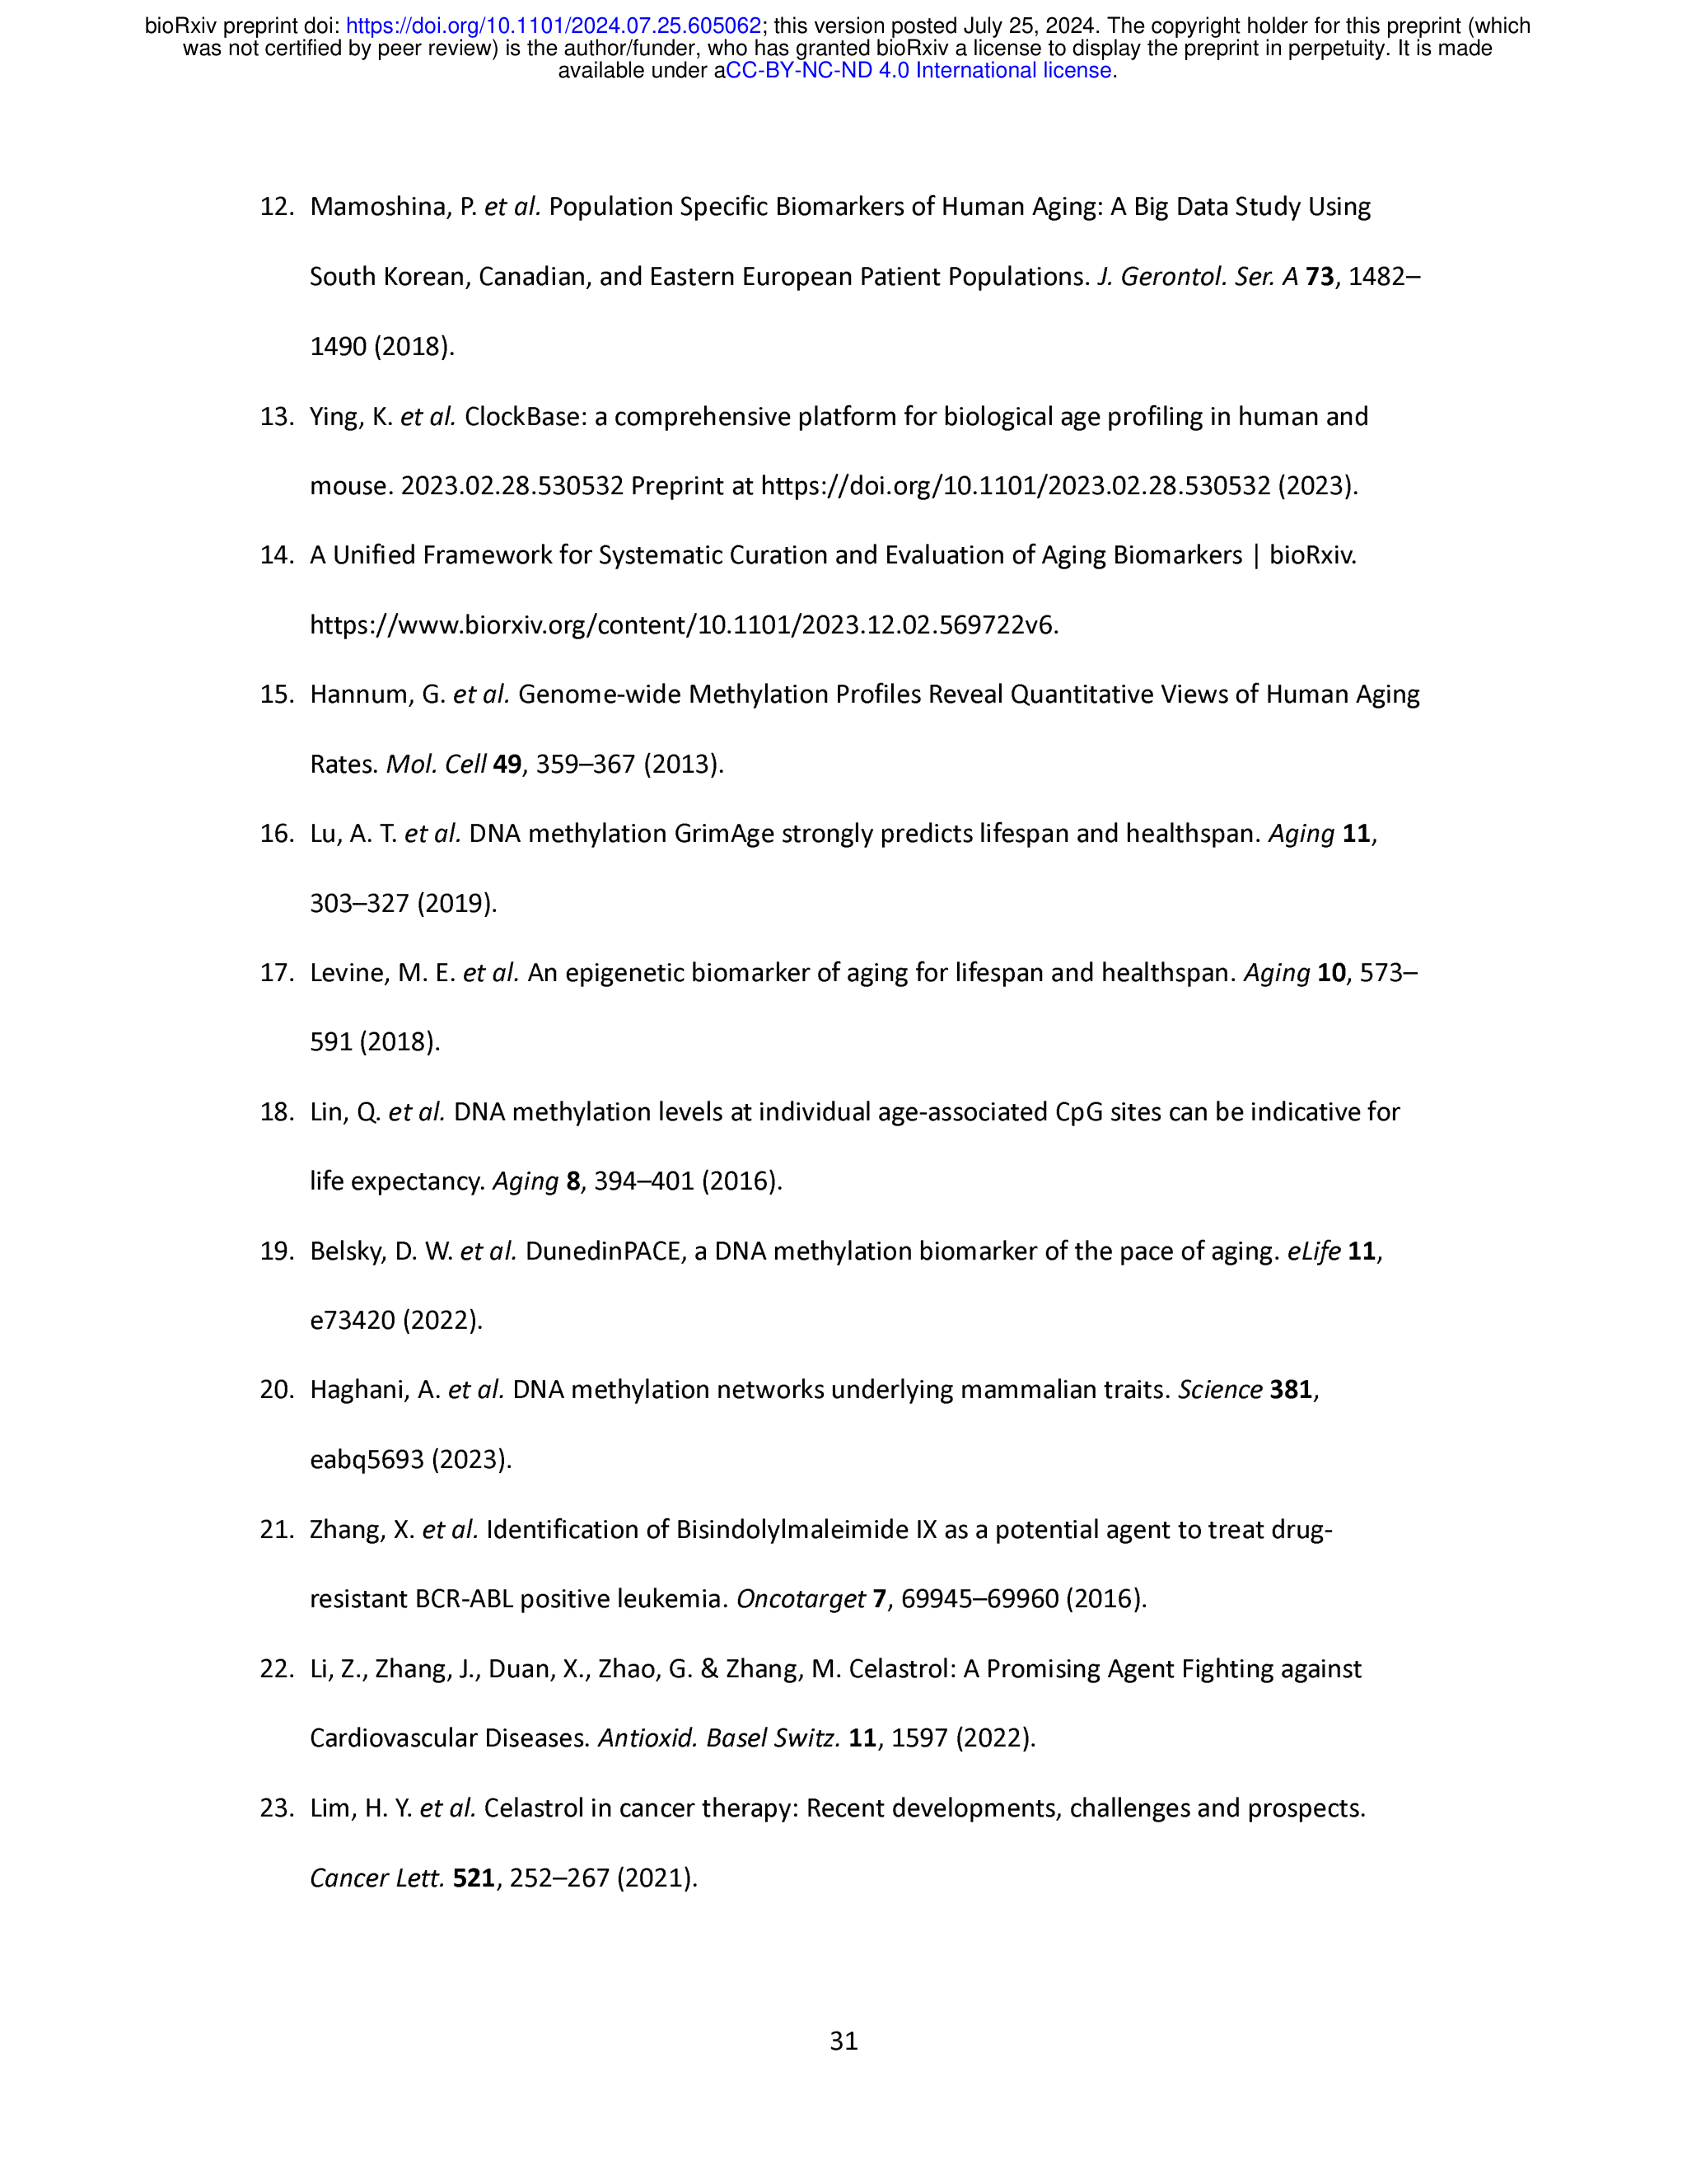 bioRxiv preprint doi: https://doi.org/10.1101/2024.07.25.605062; this version posted July 25, 2024. The copyright holder for this preprint (which
was not certified by peer review) is the author/funder, who has granted bioRxiv a license to display the preprint in perpetuity. It is made
available under aCC-BY-NC-ND 4.0 International license.
12. Mamoshina, P. et al. Population Specific Biomarkers of Human Aging: A Big Data Study Using
South Korean, Canadian, and Eastern European Patient Populations. J. Gerontol. Ser. A 73, 1482–
1490 (2018).
13. Ying, K. et al. ClockBase: a comprehensive platform for biological age profiling in human and
mouse. 2023.02.28.530532 Preprint at https://doi.org/10.1101/2023.02.28.530532 (2023).
14. A Unified Framework for Systematic Curation and Evaluation of Aging Biomarkers | bioRxiv.
https://www.biorxiv.org/content/10.1101/2023.12.02.569722v6.
15. Hannum, G. et al. Genome-wide Methylation Profiles Reveal Quantitative Views of Human Aging
Rates. Mol. Cell 49, 359–367 (2013).
16. Lu, A. T. et al. DNA methylation GrimAge strongly predicts lifespan and healthspan. Aging 11,
303–327 (2019).
17. Levine, M. E. et al. An epigenetic biomarker of aging for lifespan and healthspan. Aging 10, 573–
591 (2018).
18. Lin, Q. et al. DNA methylation levels at individual age-associated CpG sites can be indicative for
life expectancy. Aging 8, 394–401 (2016).
19. Belsky, D. W. et al. DunedinPACE, a DNA methylation biomarker of the pace of aging. eLife 11,
e73420 (2022).
20. Haghani, A. et al. DNA methylation networks underlying mammalian traits. Science 381,
eabq5693 (2023).
21. Zhang, X. et al. Identification of Bisindolylmaleimide IX as a potential agent to treat drug-
resistant BCR-ABL positive leukemia. Oncotarget 7, 69945–69960 (2016).
22. Li, Z., Zhang, J., Duan, X., Zhao, G. & Zhang, M. Celastrol: A Promising Agent Fighting against
Cardiovascular Diseases. Antioxid. Basel Switz. 11, 1597 (2022).
23. Lim, H. Y. et al. Celastrol in cancer therapy: Recent developments, challenges and prospects.
Cancer Lett. 521, 252–267 (2021).
31